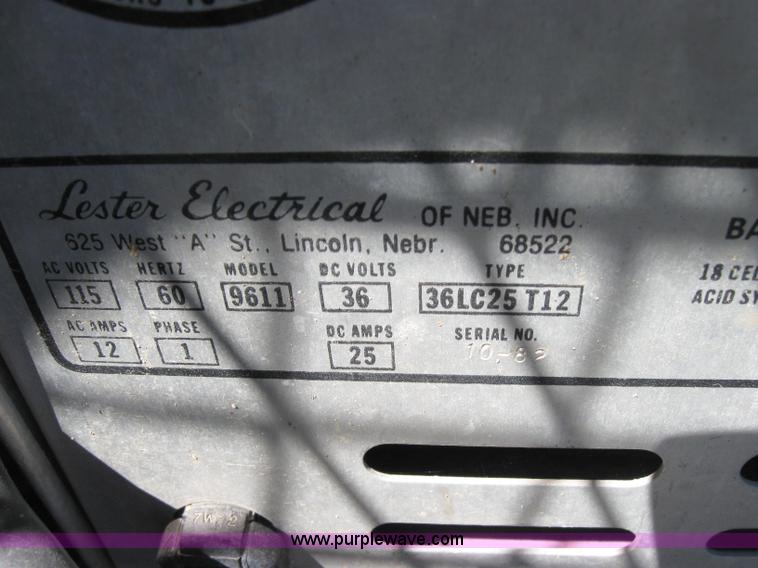 TO
Lester Electrical OF NEB. INC.
625 West "A" St., Lincoln, Nebr. 68522
AC VOLTS HERTZ MODEL DC VOLTS TYPE
115 60 9611 36 36LC25 T12
18 CEL
ACID SY
BA
AC AMPS PHASE DC AMPS SERIAL NO.
12 1 25
www.purplewave.com